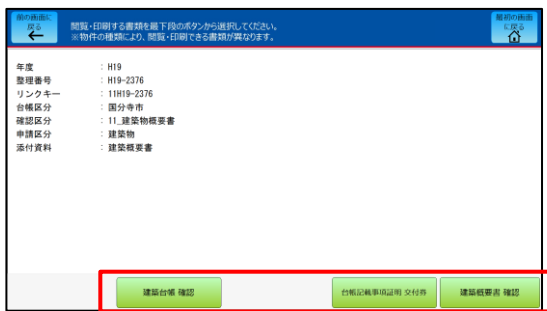 前の画面に
戻る
閲覧・印刷する書類を最下段のボタンから選択してください。
※物件の種類により、閲覧・印刷できる書類が異なります。
最初の画面
に戻る
年度 : H19
整理番号 : H19-2376
リンクキー : 11H19-2376
台帳区分 : 国分寺市
確認区分 : 11_建築物概要書
申請区分 : 建築物
添付資料 : 建築概要書
建築台帳 確認
台帳記載事項証明 交付券
建築概要書 確認